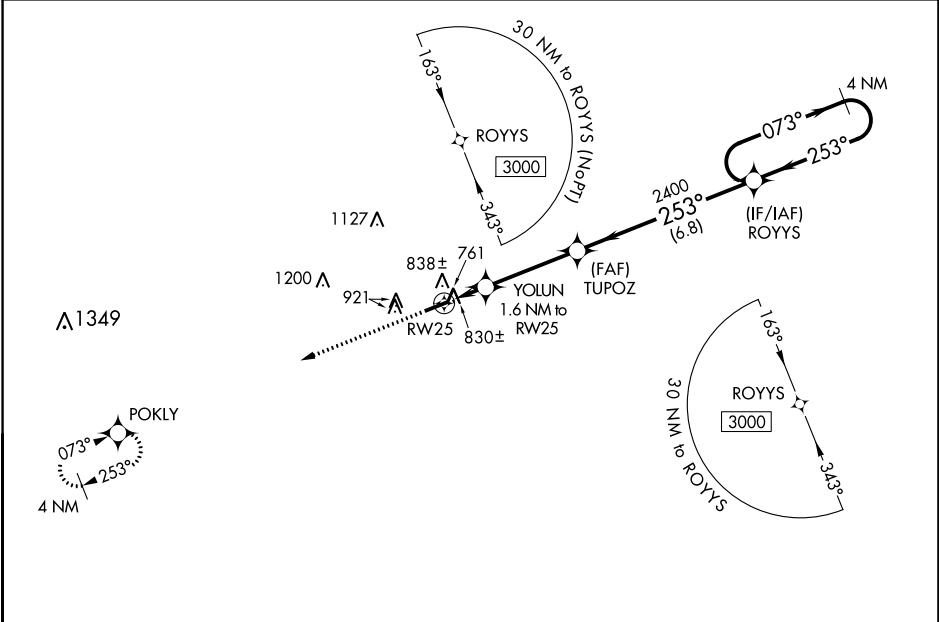 30 NM to ROYYS (NoPT)
163°
ROYYS
3000
343°
4 NM
073°
253°
(IF/IAF)
ROYYS
2400
253°
(6.8)
(FAF)
TUPOZ
1127
761
838±
1200
YOLUN
1.6 NM to
RW25
921
RW25
830±
1349
163°
ROYYS
3000
30 NM to ROYYS
343°
POKLY
073°
253°
4 NM